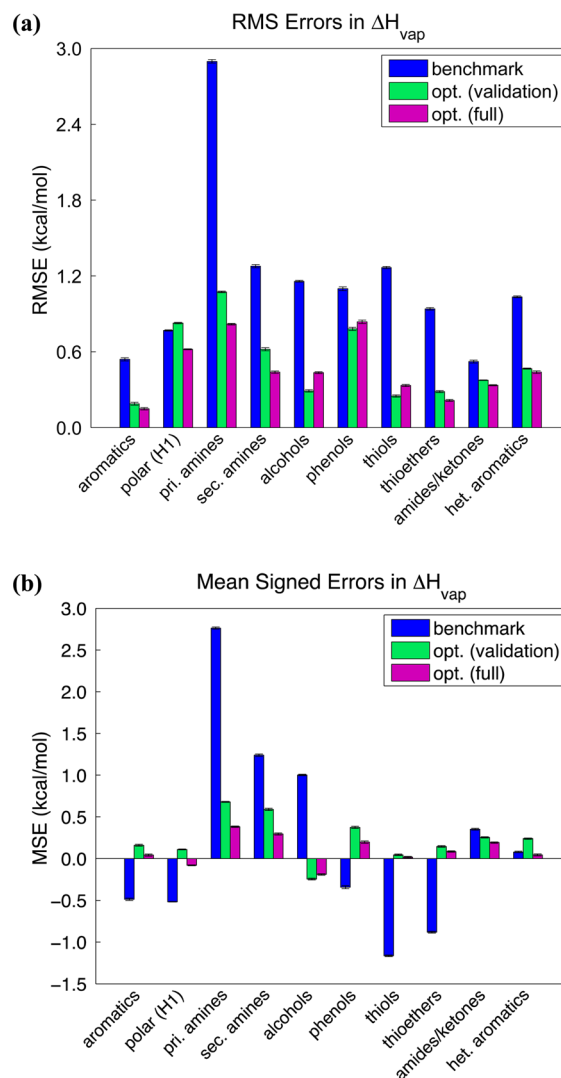 (a)
RMS Errors in ΔHvap
3.0
2.4
1.8
1.2
0.6
0.0
RMSE (kcal/mol)
benchmark
opt. (validation)
opt. (full)
aromatics
polar (H1)
pri. amines
sec. amines
alcohols
phenols
thiols
thioethers
amides/ketones
het. aromatics
(b)
Mean Signed Errors in ΔHvap
3.0
2.5
2.0
1.5
1.0
0.5
0.0
−0.5
−1.0
−1.5
MSE (kcal/mol)
benchmark
opt. (validation)
opt. (full)
aromatics
polar (H1)
pri. amines
sec. amines
alcohols
phenols
thiols
thioethers
amides/ketones
het. aromatics